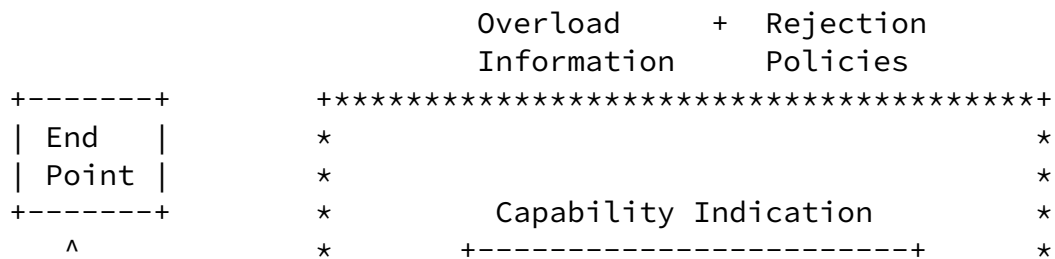 Overload + Rejection
Information Policies
+-------+ +***************************************+
| End | * *
| Point | * *
+-------+ * Capability Indication *
^ * +------------------------+ *